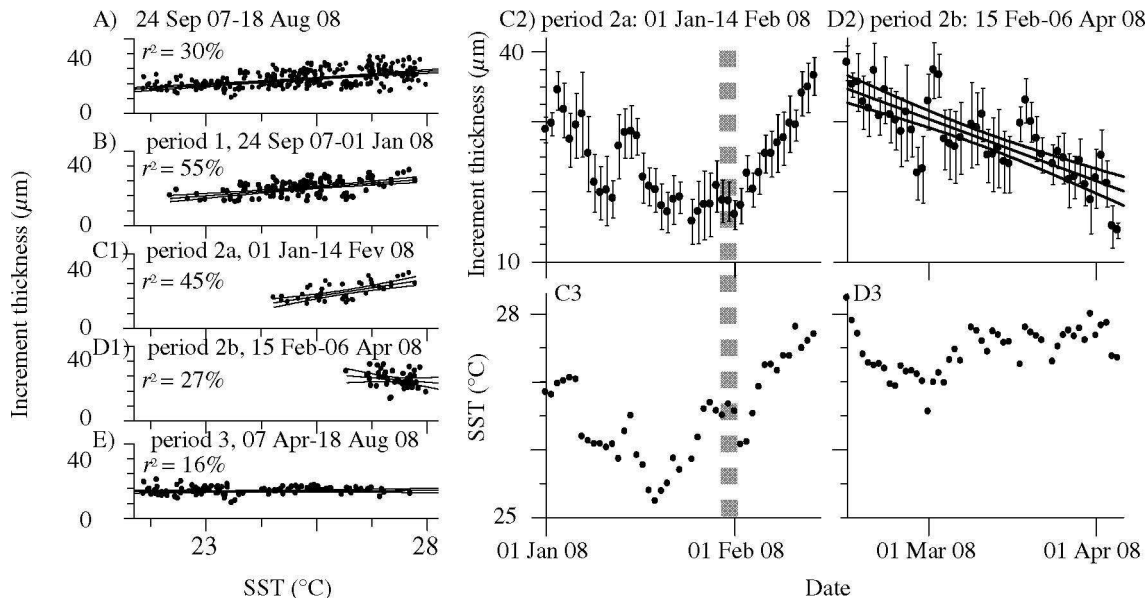 A) 24 Sep 07-18 Aug 08
r² = 30%
40
20
0
B) period 1, 24 Sep 07-01 Jan 08
r² = 55%
40
20
0
C1) period 2a, 01 Jan-14 Fev 08
r² = 45%
40
20
0
D1) period 2b, 15 Feb-06 Apr 08
r² = 27%
40
20
0
E) period 3, 07 Apr-18 Aug 08
r² = 16%
40
20
0
23
28
SST (°C)
Increment thickness (µm)
C2) period 2a: 01 Jan-14 Feb 08
40
10
Increment thickness (µm)
D2) period 2b: 15 Feb-06 Apr 08
C3
28
25
SST (°C)
D3
01 Jan 08
01 Feb 08
01 Mar 08
01 Apr 08
Date